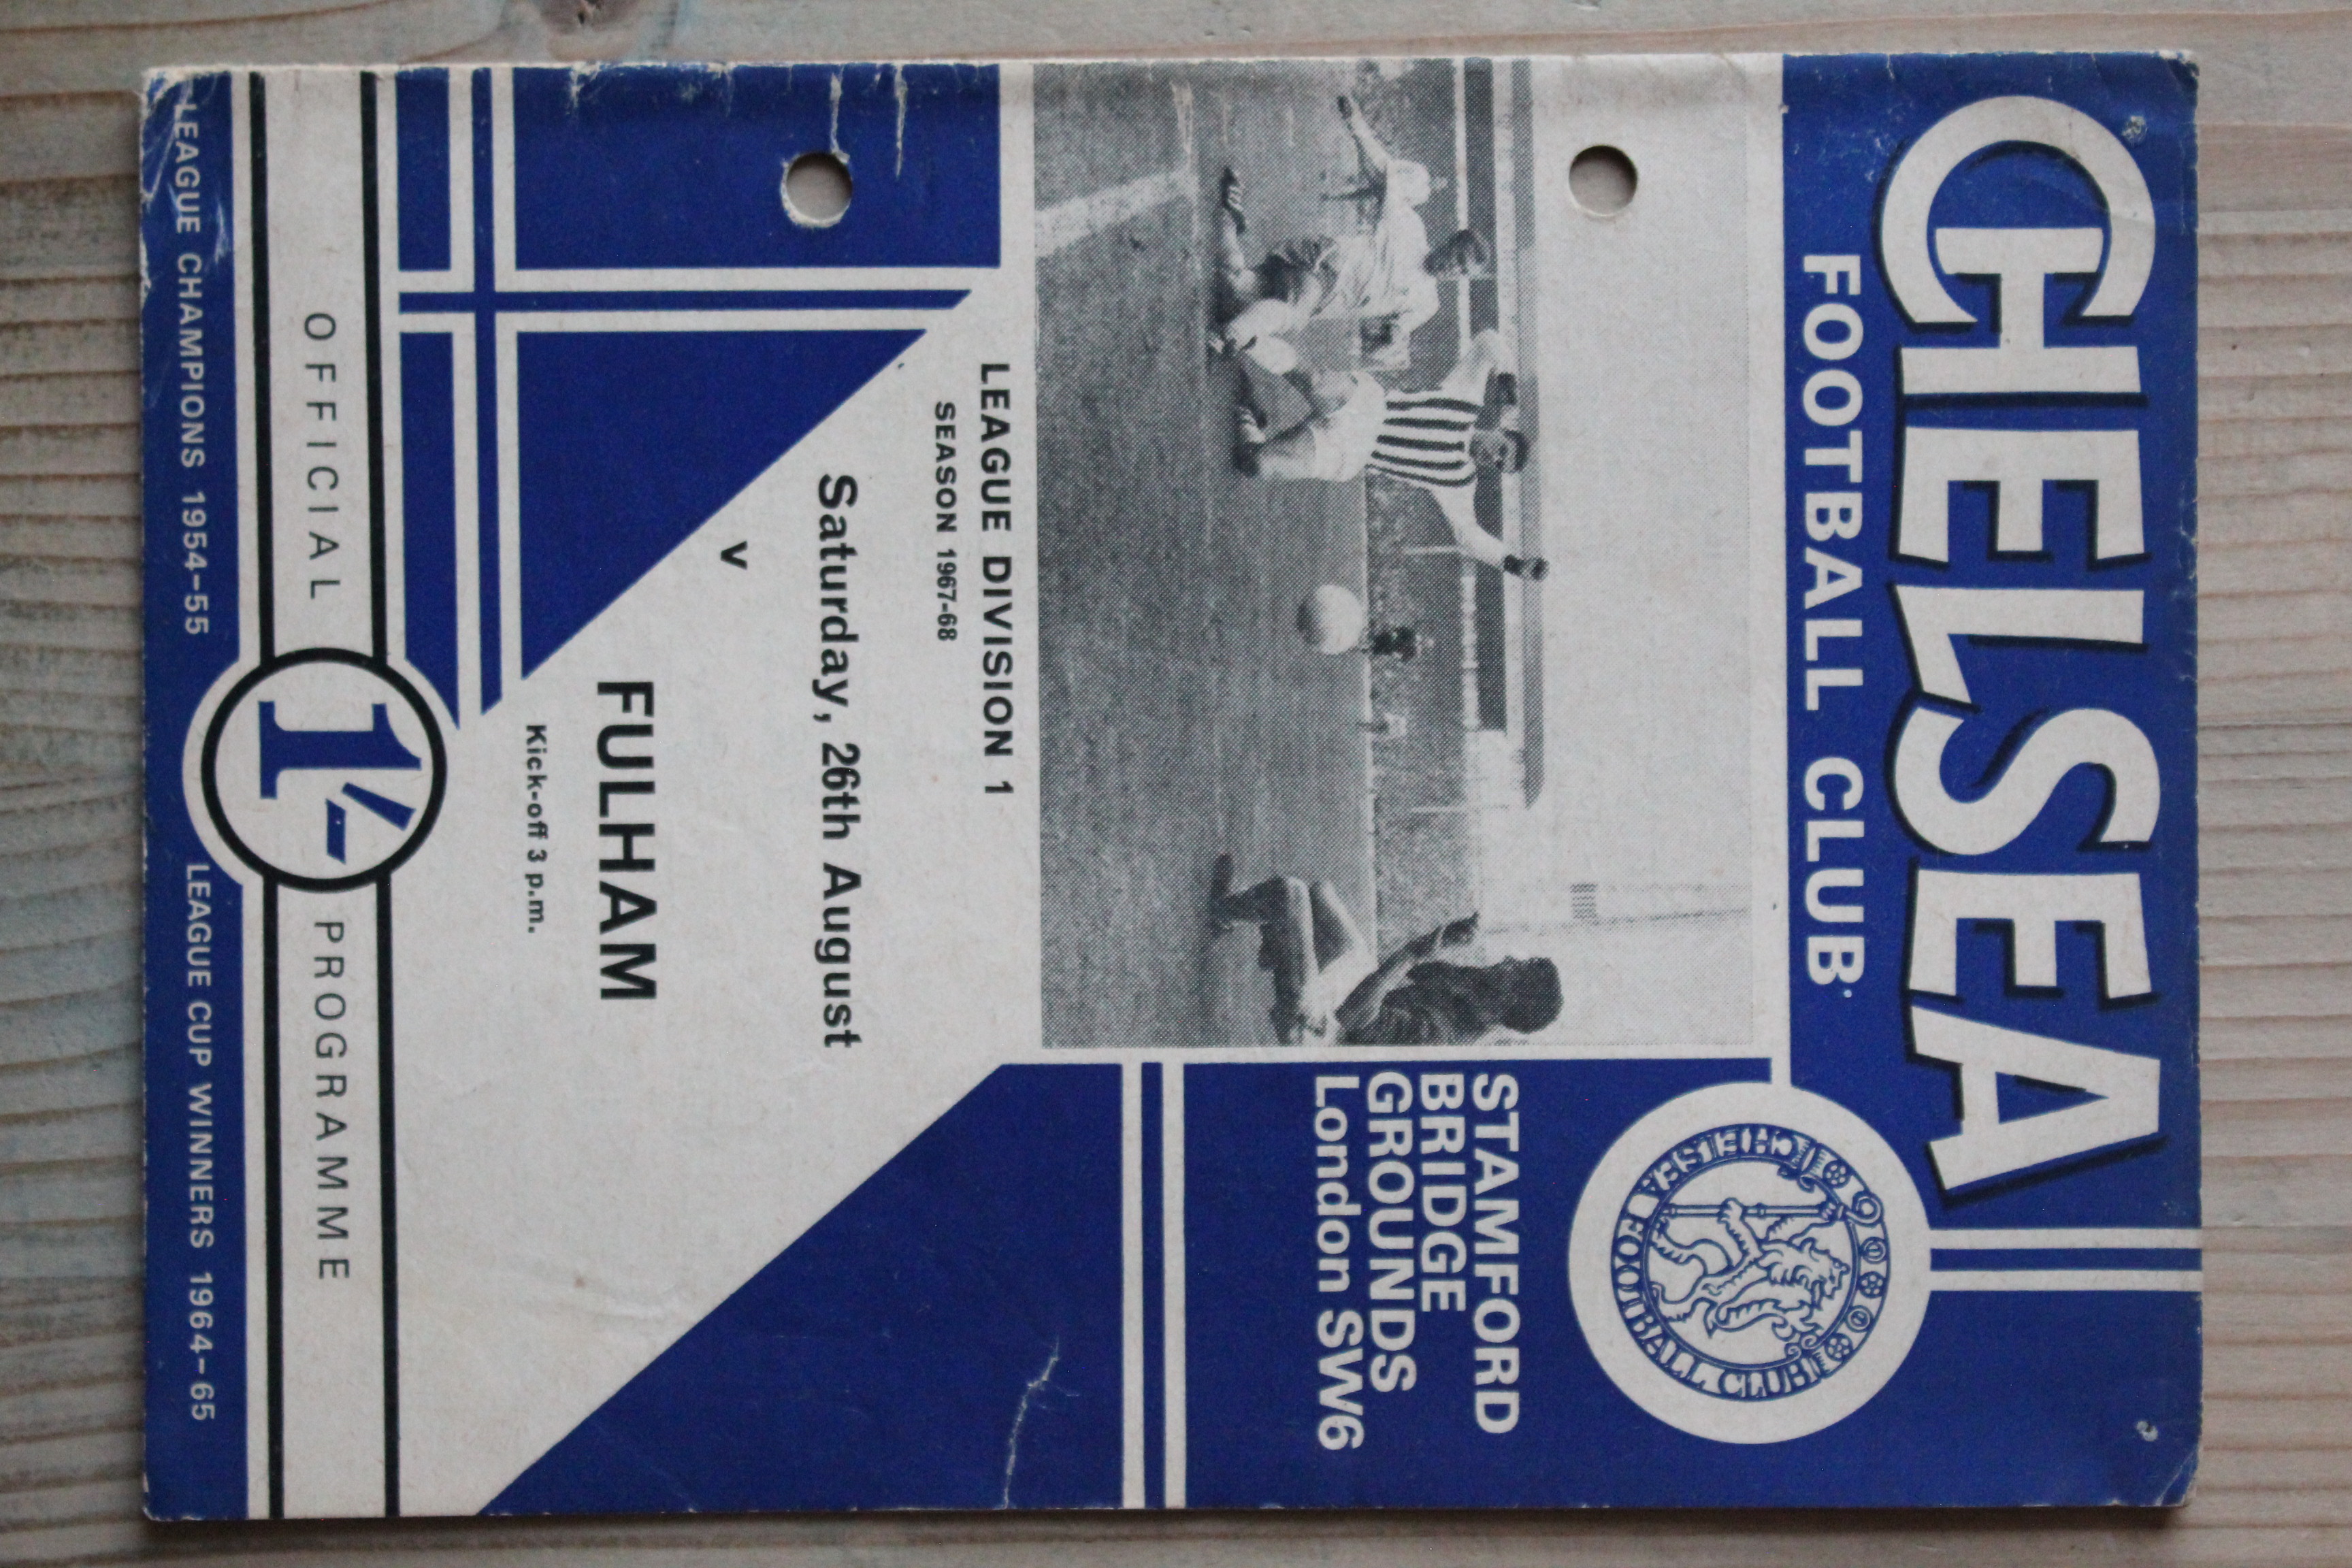 CHELSEA
FOOTBALL CLUB
CHELSEA FOOTBALL CLUB
STAMFORD
BRIDGE
GROUNDS
London SW6
LEAGUE DIVISION 1
SEASON 1967-68
Saturday, 26th August
v
FULHAM
Kick-off 3 p.m.
OFFICIAL 1/- PROGRAMME
LEAGUE CHAMPIONS 1954-55 LEAGUE CUP WINNERS 1964-65